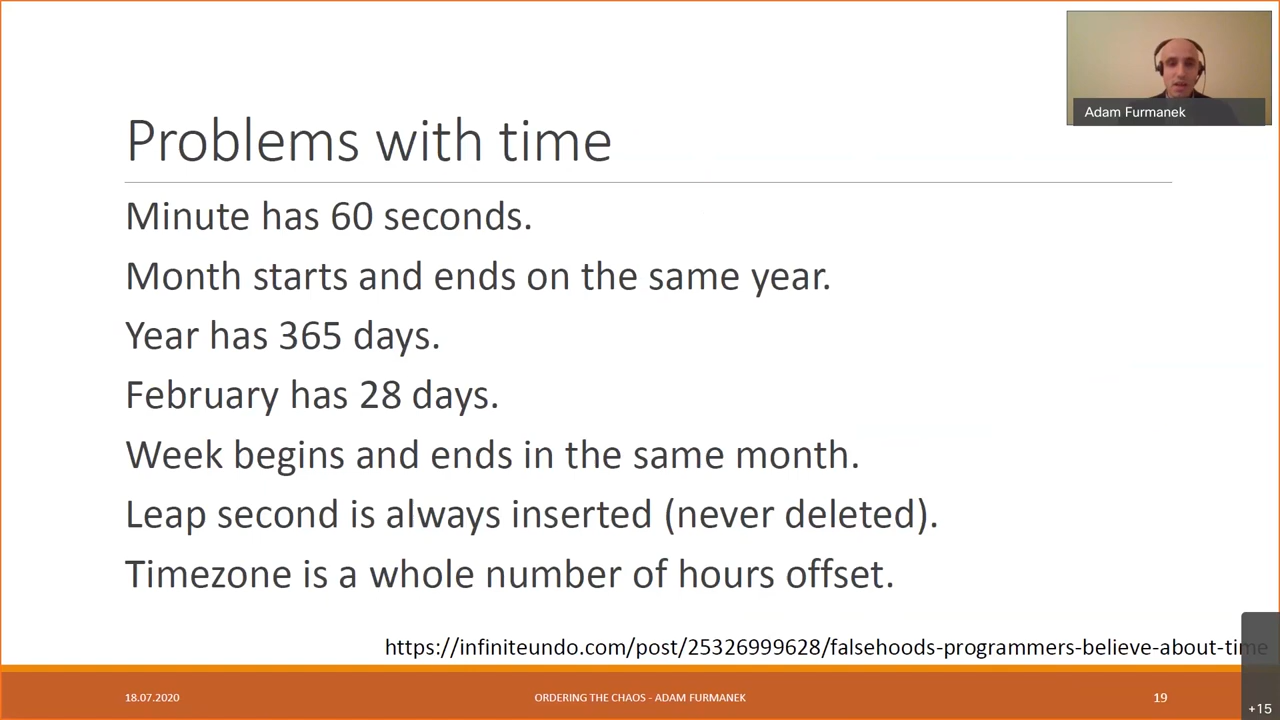 Adam Furmanek
Problems with time
Minute has 60 seconds.
Month starts and ends on the same year.
Year has 365 days.
February has 28 days.
Week begins and ends in the same month.
Leap second is always inserted (never deleted).
Timezone is a whole number of hours offset.
https://infiniteundo.com/post/25326999628/falsehoods-programmers-believe-about-time
18.07.2020
ORDERING THE CHAOS - ADAM FURMANEK
19
+15